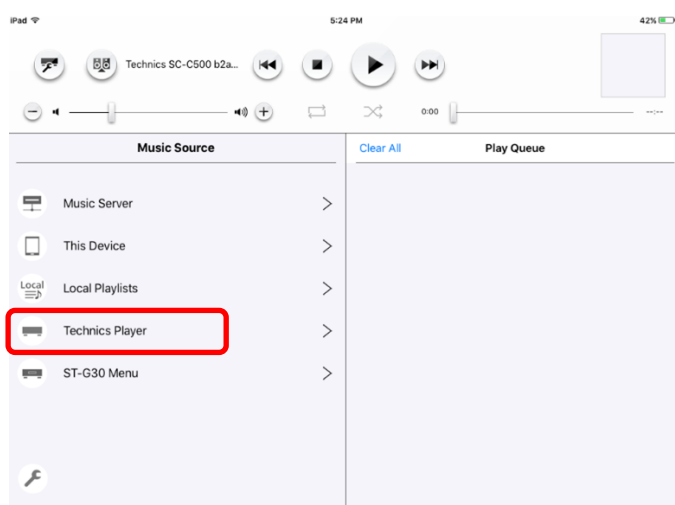 iPad 5:24 PM 42%
Technics SC-C500 b2a...
0:00 --:--
Music Source
Clear All Play Queue
Music Server
This Device
Local Local Playlists
Technics Player
ST-G30 Menu